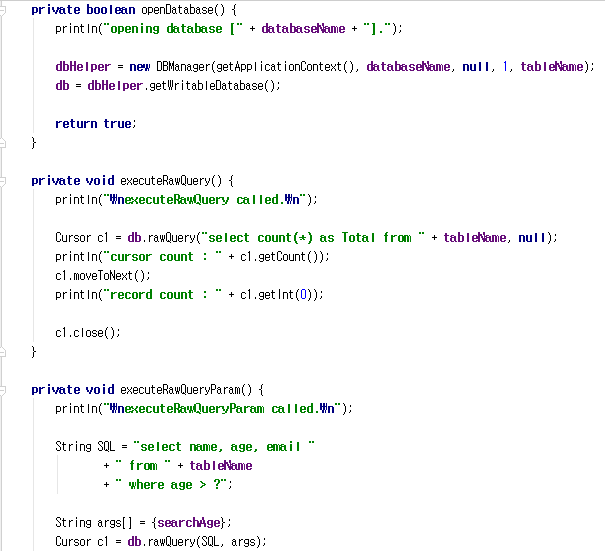 private boolean openDatabase() {
println("opening database [" + databaseName + "].");
dbHelper = new DBManager(getApplicationContext(), databaseName, null, 1, tableName);
db = dbHelper.getWritableDatabase();
return true;
}
private void executeRawQuery() {
println("₩nexecuteRawQuery called.₩n");
Cursor c1 = db.rawQuery("select count(*) as Total from " + tableName, null);
println("cursor count : " + c1.getCount());
c1.moveToNext();
println("record count : " + c1.getInt(0));
c1.close();
}
private void executeRawQueryParam() {
println("₩nexecuteRawQueryParam called.₩n");
String SQL = "select name, age, email "
+ " from " + tableName
+ " where age > ?";
String args[] = {searchAge};
Cursor c1 = db.rawQuery(SQL, args);